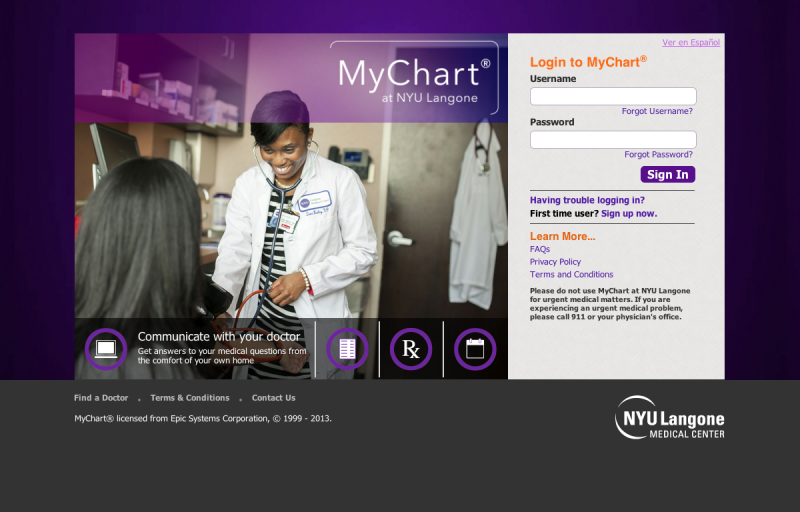 Ver en Español
MyChart®
at NYU Langone
Login to MyChart®
Username
Forgot Username?
Password
Forgot Password?
Sign In
Having trouble logging in?
First time user? Sign up now.
Learn More...
FAQs
Privacy Policy
Terms and Conditions
Please do not use MyChart at NYU Langone
for urgent medical matters. If you are
experiencing an urgent medical problem,
please call 911 or your physician's office.
Communicate with your doctor
Get answers to your medical questions from
the comfort of your own home
Rx
Find a Doctor • Terms & Conditions • Contact Us
MyChart® licensed from Epic Systems Corporation, © 1999 - 2013.
NYU Langone
MEDICAL CENTER